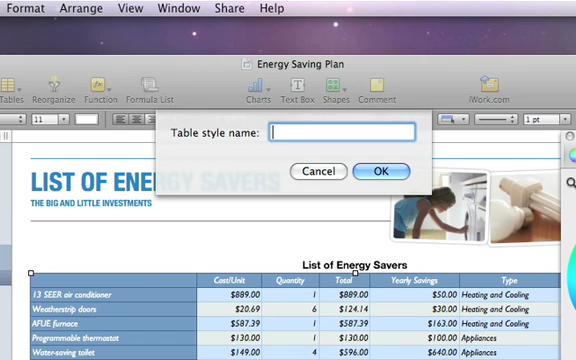 Format Arrange View Window Share Help
Energy Saving Plan
Tables Reorganize Function Formula List Charts Text Box Shapes Comment iWork.com
11 1 pt
Table style name:
Cancel OK
LIST OF ENERGY SAVERS
THE BIG AND LITTLE INVESTMENTS
List of Energy Savers
Cost/Unit Quantity Total Yearly Savings Type
13 SEER air conditioner $889.00 1 $889.00 $50.00 Heating and Cooling
Weatherstrip doors $20.69 6 $124.14 $30.00 Heating and Cooling
AFUE furnace $587.39 1 $587.39 $163.00 Heating and Cooling
Programmable thermostat $130.00 1 $130.00 $100.00 Appliances
Water-saving toilet $149.00 4 $596.00 $640.00 Appliances